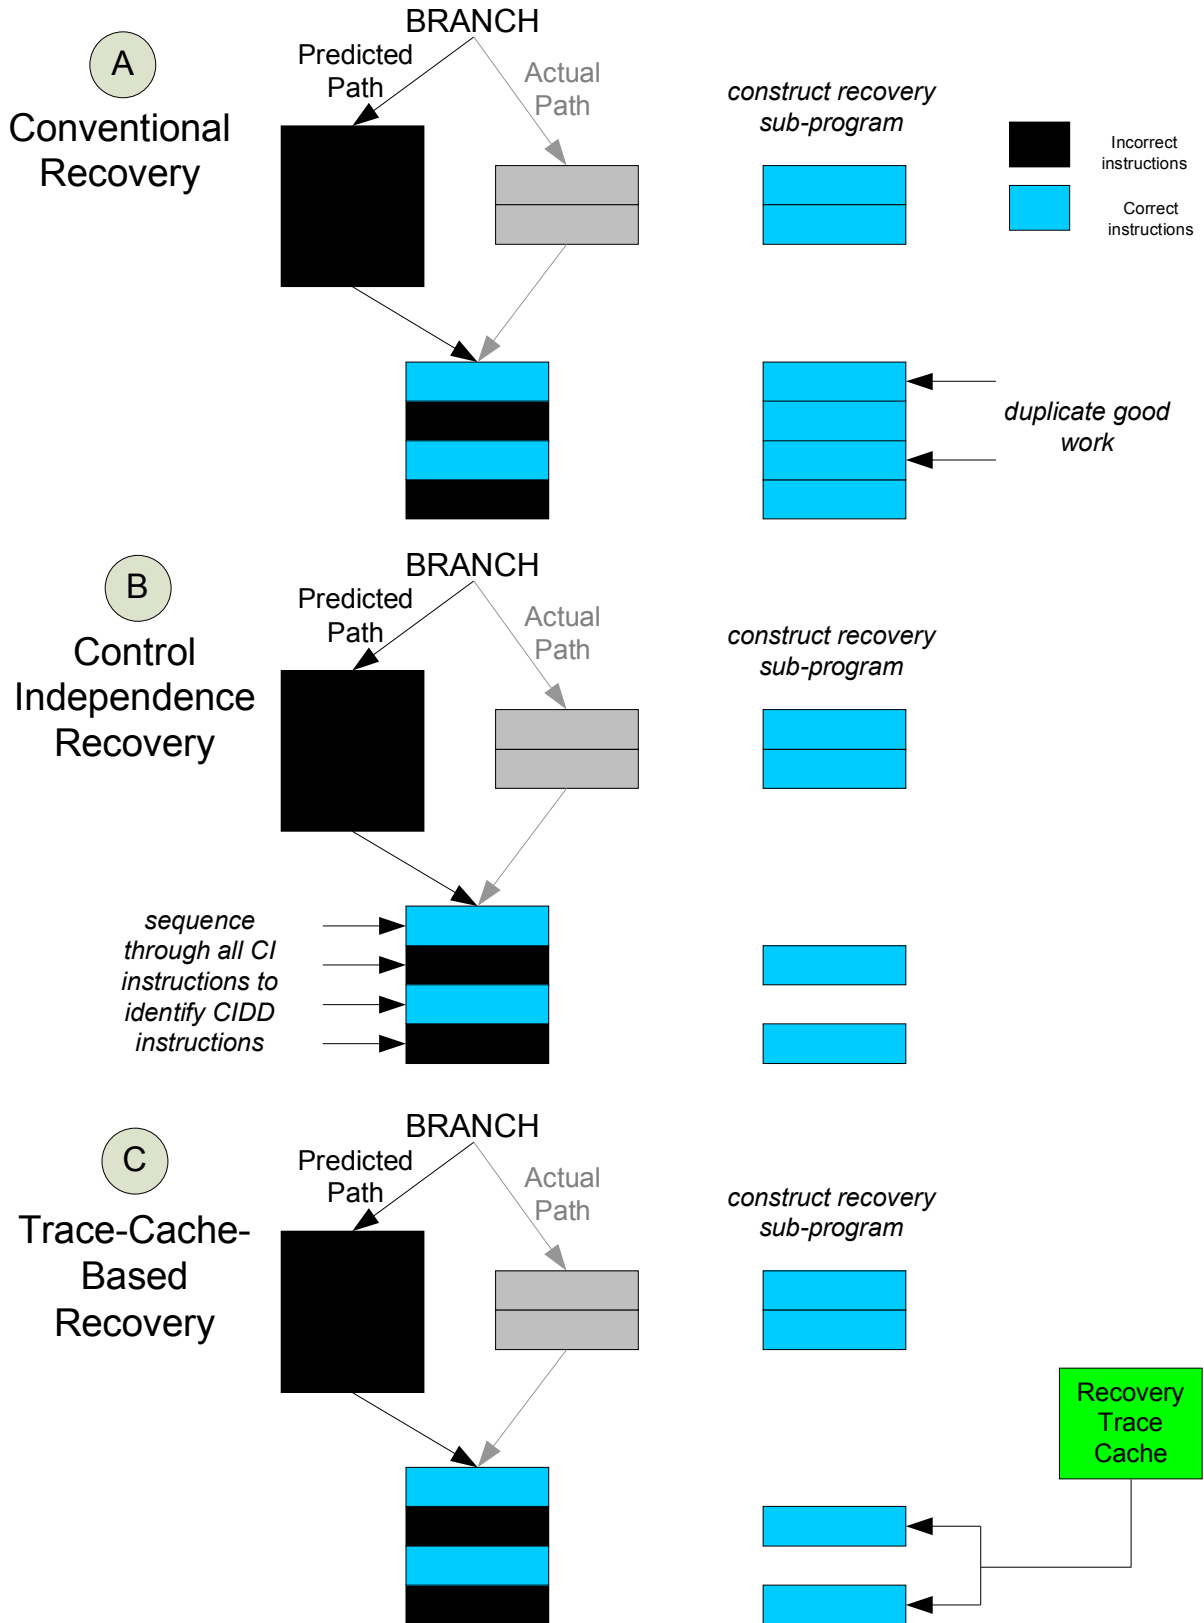 BRANCH
A
Predicted
Path
Actual
Path
Conventional
Recovery
construct recovery
sub-program
Incorrect
instructions
Correct
instructions
duplicate good
work
BRANCH
B
Predicted
Path
Actual
Path
Control
Independence
Recovery
construct recovery
sub-program
sequence
through all CI
instructions to
identify CIDD
instructions
BRANCH
C
Predicted
Path
Actual
Path
Trace-Cache-
Based
Recovery
construct recovery
sub-program
Recovery
Trace
Cache